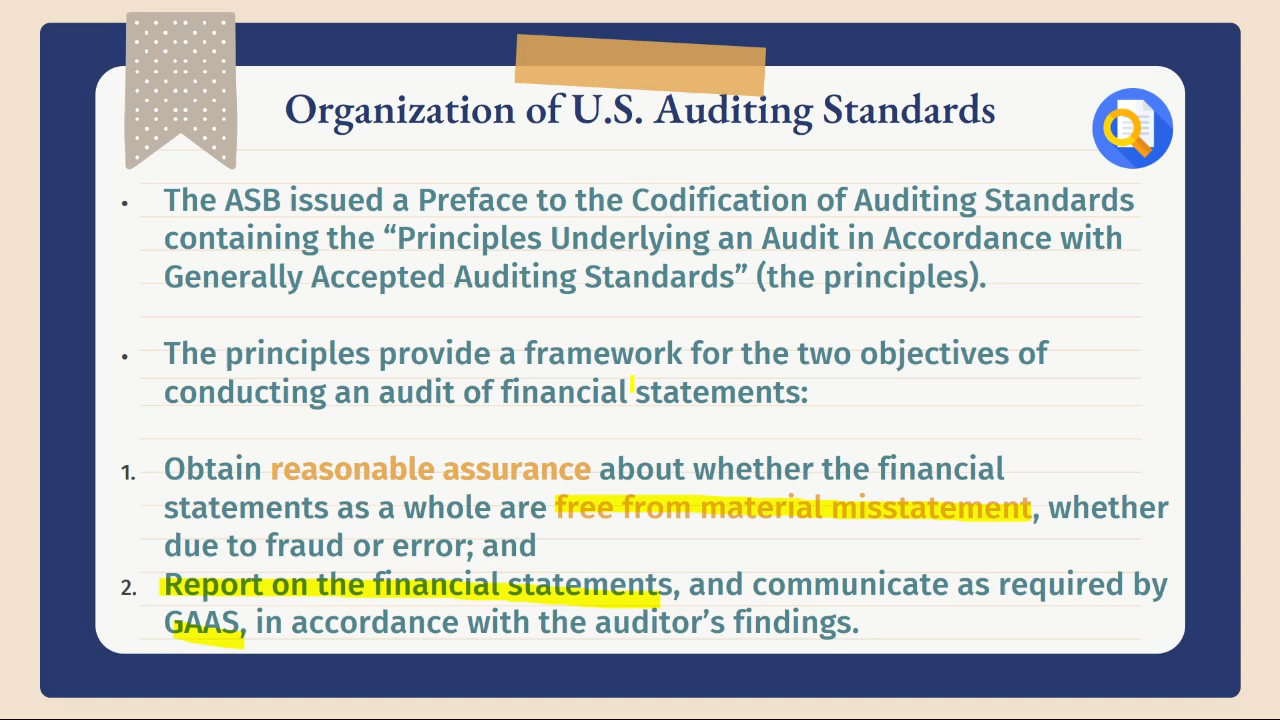 Organization of U.S. Auditing Standards
• The ASB issued a Preface to the Codification of Auditing Standards
containing the “Principles Underlying an Audit in Accordance with
Generally Accepted Auditing Standards” (the principles).
• The principles provide a framework for the two objectives of
conducting an audit of financial statements:
1. Obtain reasonable assurance about whether the financial
statements as a whole are free from material misstatement, whether
due to fraud or error; and
2. Report on the financial statements, and communicate as required by
GAAS, in accordance with the auditor’s findings.